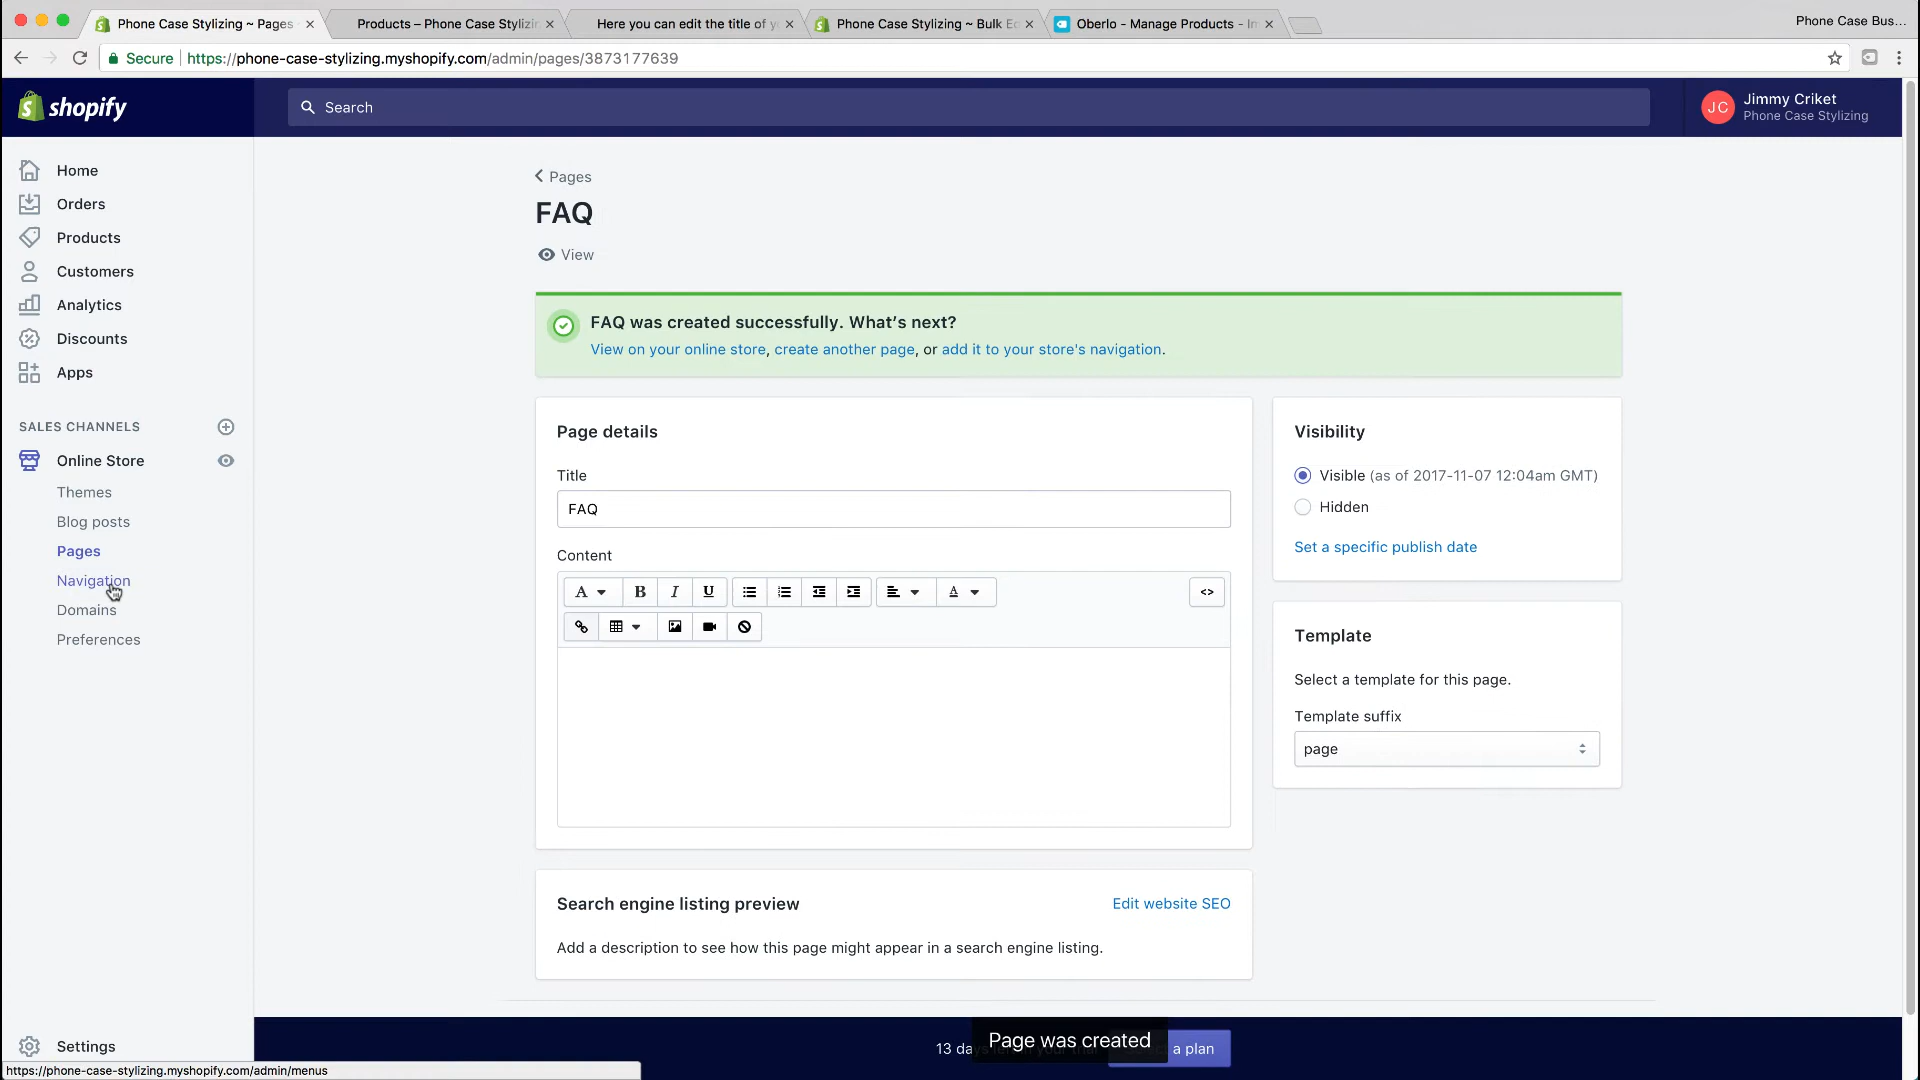 Phone Case Stylizing ~ Pages
Products – Phone Case Stylizin
Here you can edit the title of y
Phone Case Stylizing ~ Bulk E
Oberlo - Manage Products - In
Phone Case Bus...
Secure
https://phone-case-stylizing.myshopify.com/admin/pages/3873177639
shopify
Search
JC
Jimmy Criket
Phone Case Stylizing
Home
Orders
Products
Customers
Analytics
Discounts
Apps
SALES CHANNELS
Online Store
Themes
Blog posts
Pages
Navigation
Domains
Preferences
Settings
Pages
FAQ
View
FAQ was created successfully. What's next?
View on your online store, create another page, or add it to your store's navigation.
Page details
Title
FAQ
Content
A B I U A <>
Visibility
Visible (as of 2017-11-07 12:04am GMT)
Hidden
Set a specific publish date
Template
Select a template for this page.
Template suffix
page
Search engine listing preview
Edit website SEO
Add a description to see how this page might appear in a search engine listing.
13 da
a plan
Page was created
https://phone-case-stylizing.myshopify.com/admin/menus